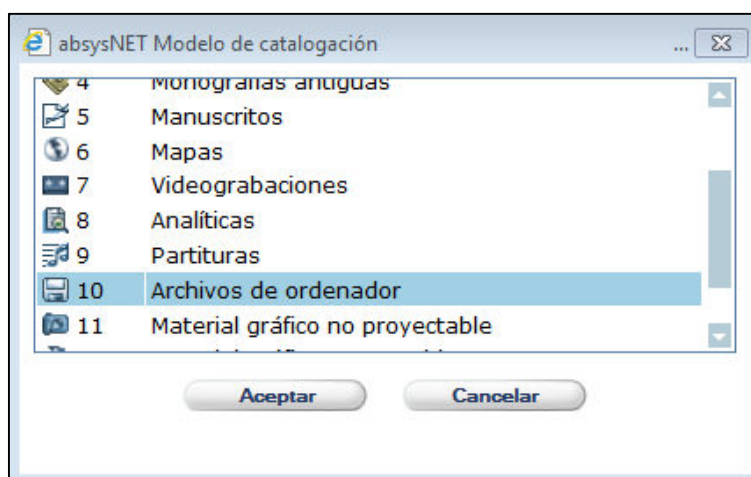 absysNET Modelo de catalogación ...
4 Monografías antiguas
5 Manuscritos
6 Mapas
7 Videograbaciones
8 Analíticas
9 Partituras
10 Archivos de ordenador
11 Material gráfico no proyectable
Aceptar Cancelar